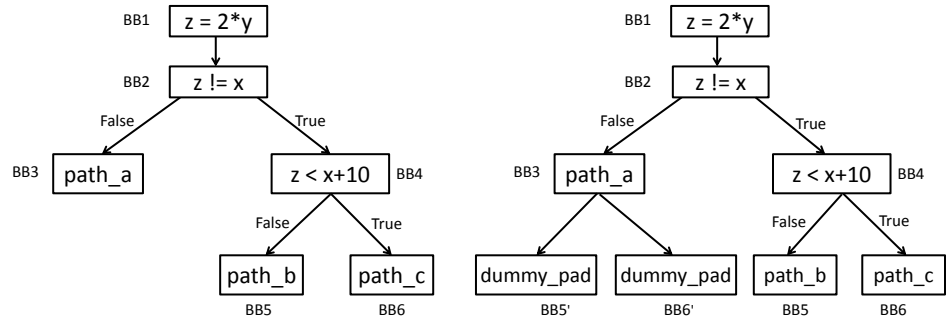 BB1 z = 2*y
BB2 z != x
False True
BB3 path_a z < x+10 BB4
False True
path_b path_c
BB5 BB6
BB1 z = 2*y
BB2 z != x
False True
BB3 path_a z < x+10 BB4
False True
dummy_pad dummy_pad path_b path_c
BB5' BB6' BB5 BB6